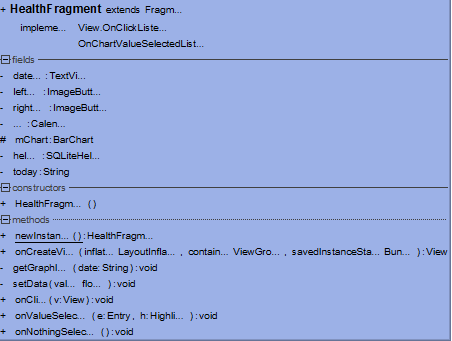 + HealthFragment extends Fragm...
impleme... View.OnClickListe...
OnChartValueSelectedList...
fields
- date... :TextVi...
- left... :ImageButt...
- right... :ImageButt...
- ... :Calen...
# mChart:BarChart
- hel... :SQLiteHel...
- today:String
constructors
+ HealthFragm... ()
methods
+ newInstan... ():HealthFragm...
+ onCreateVi... (inflat... LayoutInfla... , contain... ViewGro... , savedInstanceSta... Bun... ):View
- getGraphI... (date:String):void
- setData(val... flo... ):void
+ onCli... (v:View):void
+ onValueSelec... (e:Entry, h:Highli... ):void
+ onNothingSelec... ():void